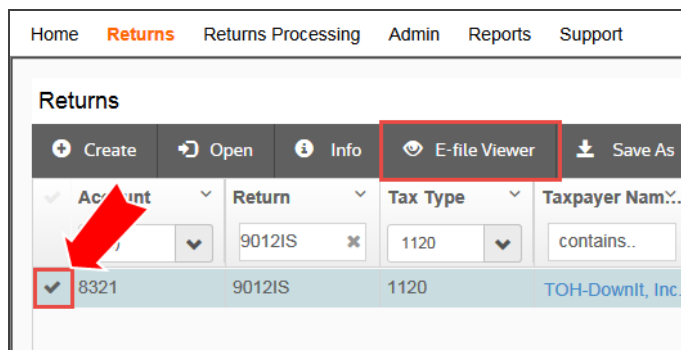 Home Returns Returns Processing Admin Reports Support
Returns
Create Open Info E-file Viewer Save As
Return Tax Type Taxpayer Nam...
9012IS 1120 contains..
8321 9012IS 1120 TOH-DownIt, Inc.